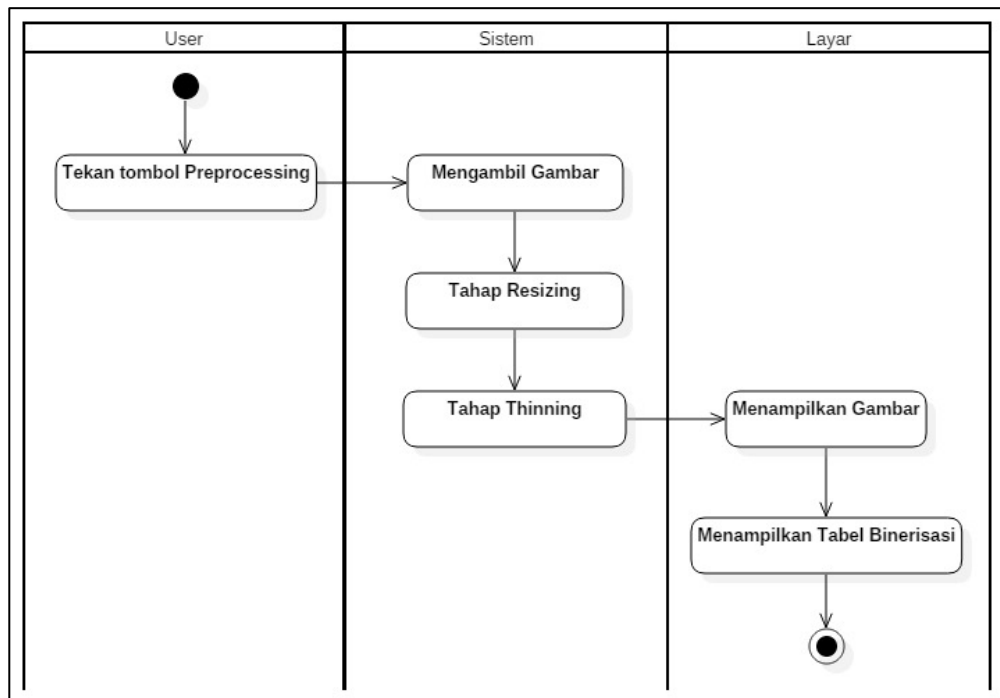 User
Sistem
Layar
Tekan tombol Preprocessing
Mengambil Gambar
Tahap Resizing
Tahap Thinning
Menampilkan Gambar
Menampilkan Tabel Binerisasi